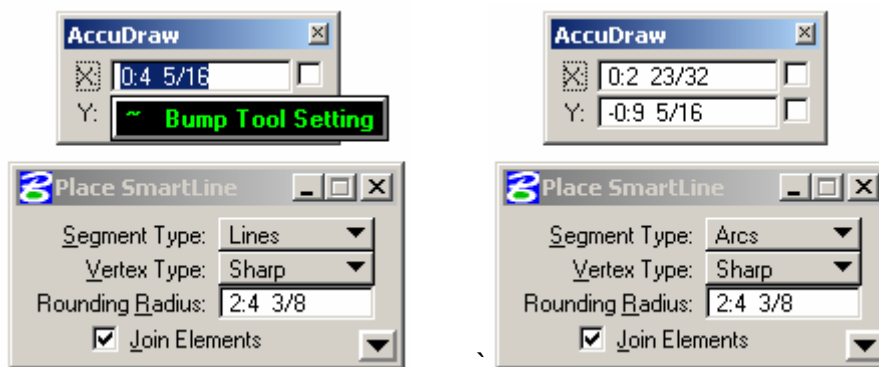 AccuDraw
X: 0:4 5/16
Y: ~ Bump Tool Setting
Place SmartLine
Segment Type: Lines
Vertex Type: Sharp
Rounding Radius: 2:4 3/8
Join Elements
`
AccuDraw
X: 0:2 23/32
Y: -0:9 5/16
Place SmartLine
Segment Type: Arcs
Vertex Type: Sharp
Rounding Radius: 2:4 3/8
Join Elements